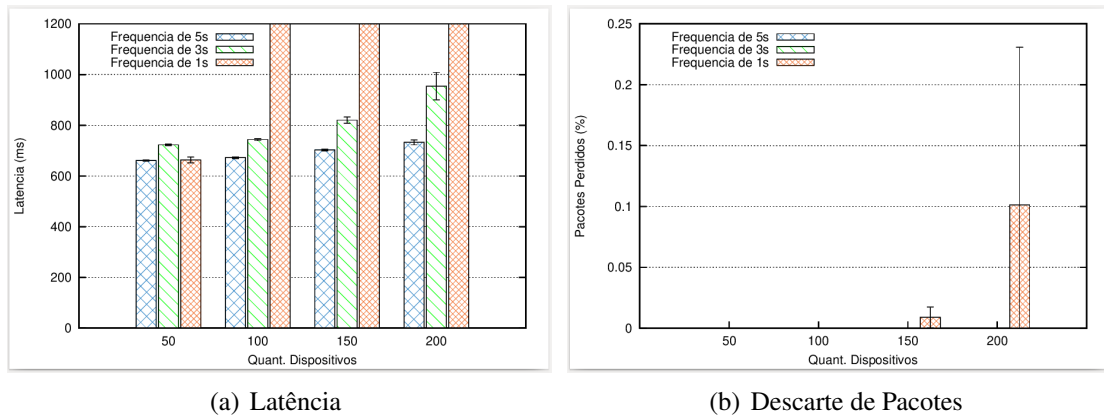 Latencia (ms)
1200
1000
800
600
400
200
0
Frequencia de 5s
Frequencia de 3s
Frequencia de 1s
50 100 150 200
Quant. Dispositivos
(a) Latência
Pacotes Perdidos (%)
0.25
0.2
0.15
0.1
0.05
0
Frequencia de 5s
Frequencia de 3s
Frequencia de 1s
50 100 150 200
Quant. Dispositivos
(b) Descarte de Pacotes